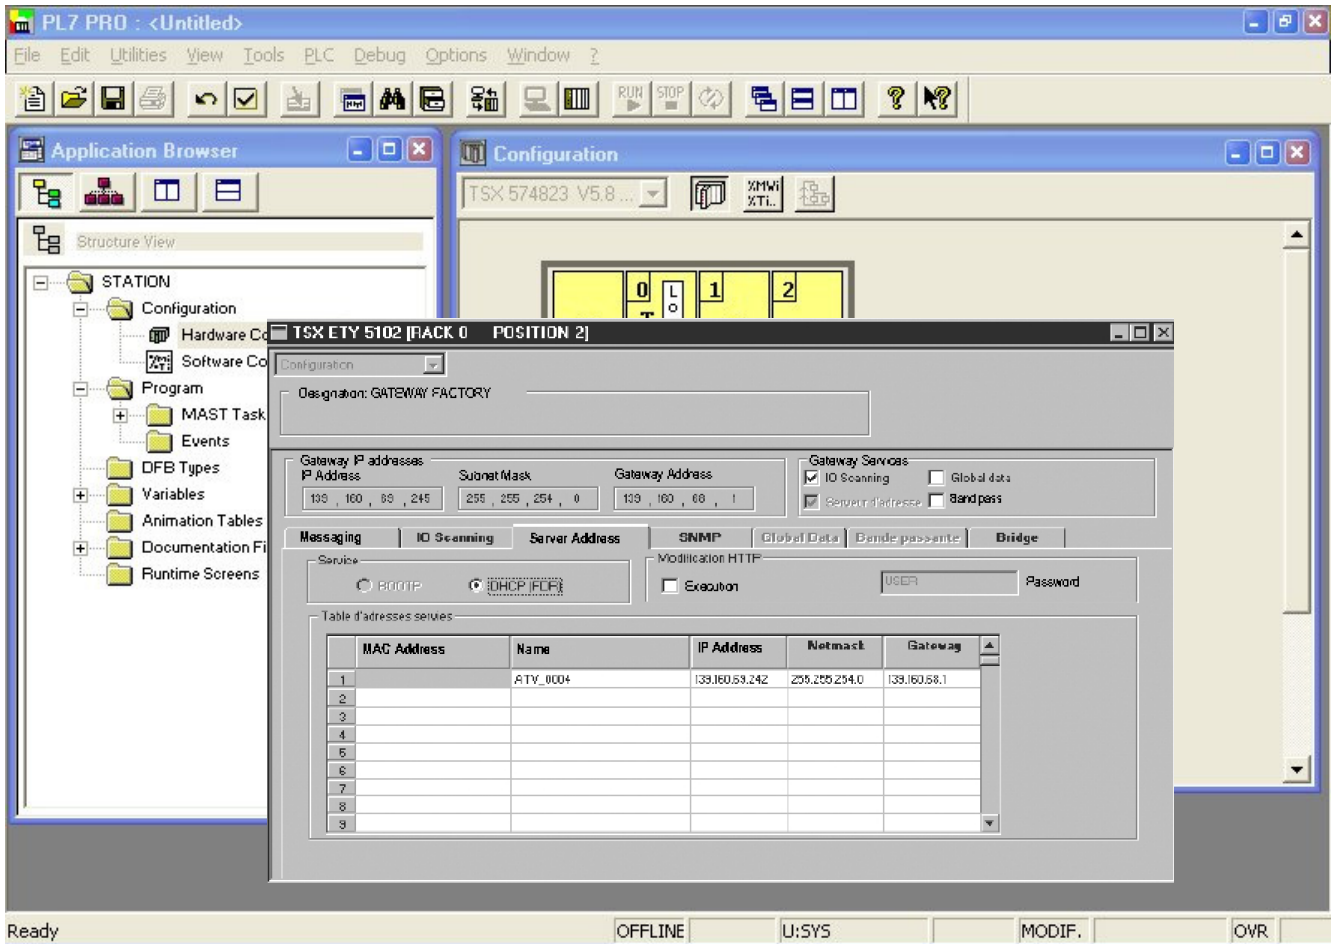 PL7 PRO : <Untitled>
File Edit Utilities View Tools PLC Debug Options Window ?
RUN STOP
Application Browser
Configuration
TSX 574823 V5.8 ...
%MWi
%Ti..
Structure View
STATION
Configuration
Hardware Co
Software Co
Program
MAST Task
Events
DFB Types
Variables
Animation Tables
Documentation Fi
Runtime Screens
0 L 1 2
T O
TSX ETY 5102 [RACK 0 POSITION 2]
Configuration
Designation: GATEWAY FACTORY
Gateway IP addresses
IP Address Subnet Mask Gateway Address
139 . 160 . 69 . 245 255 . 255 . 254 . 0 139 . 160 . 68 . 1
Gateway Services
IO Scanning Global data
Serveur d'adresse Band pass
Messaging IO Scanning Server Address SNMP Global Data Bande passante Bridge
Service
BOOTP DHCP (FDR)
Modification HTTP
Execution USER Password
Table d'adresses servies
MAC Address Name IP Address Netmask Gateway
1 ATV_0004 139.160.69.242 255.255.254.0 139.160.68.1
2
3
4
5
6
7
8
9
Ready OFFLINE U:SYS MODIF. OVR